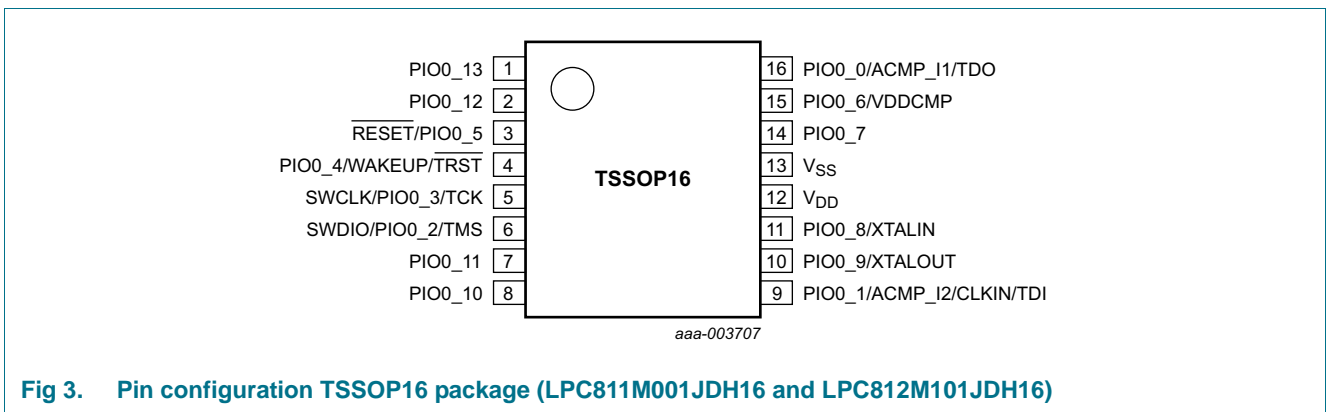 PIO0_13 1
PIO0_12 2
RESET/PIO0_5 3
PIO0_4/WAKEUP/TRST 4
SWCLK/PIO0_3/TCK 5
SWDIO/PIO0_2/TMS 6
PIO0_11 7
PIO0_10 8
TSSOP16
16 PIO0_0/ACMP_I1/TDO
15 PIO0_6/VDDCMP
14 PIO0_7
13 VSS
12 VDD
11 PIO0_8/XTALIN
10 PIO0_9/XTALOUT
9 PIO0_1/ACMP_I2/CLKIN/TDI
aaa-003707
Fig 3. Pin configuration TSSOP16 package (LPC811M001JDH16 and LPC812M101JDH16)